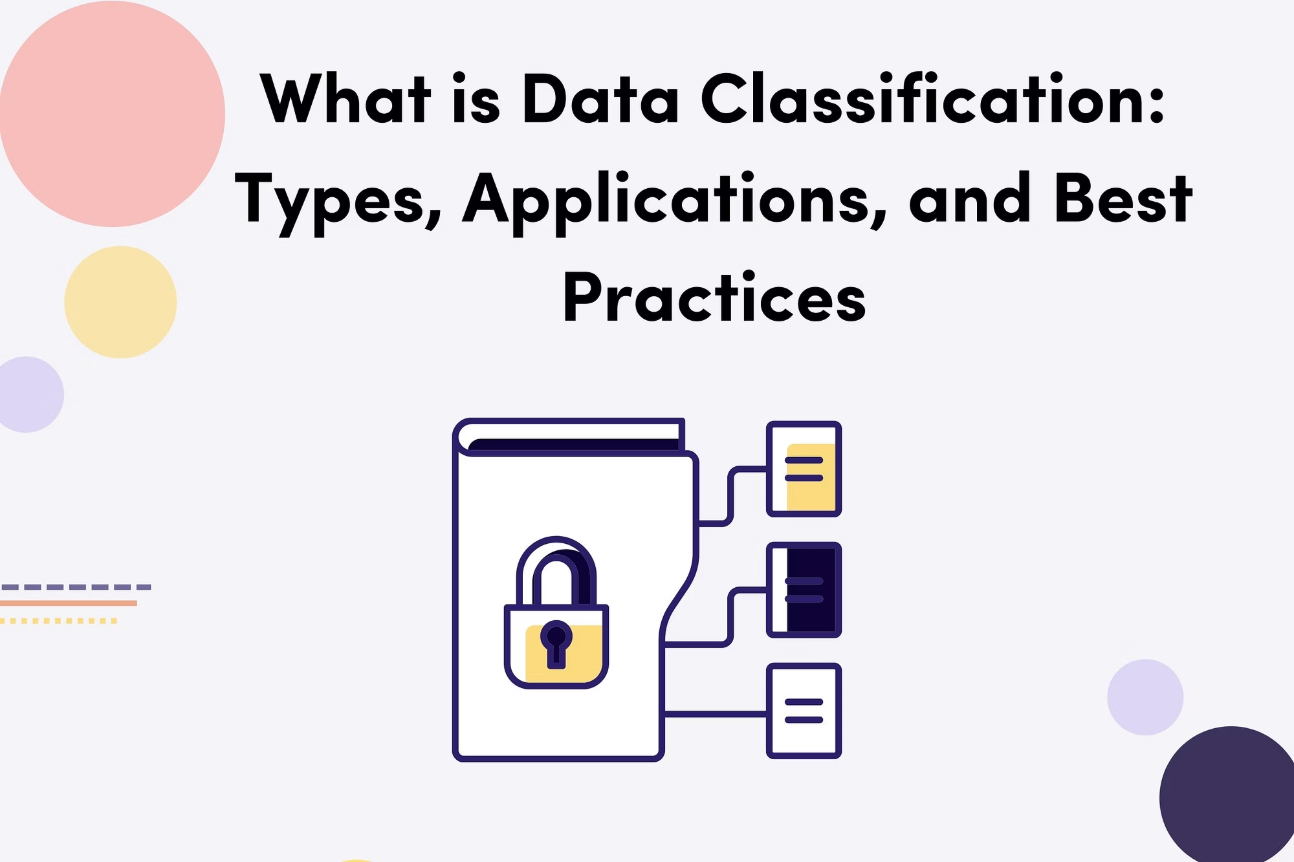 What is Data Classification:
Types, Applications, and Best
Practices